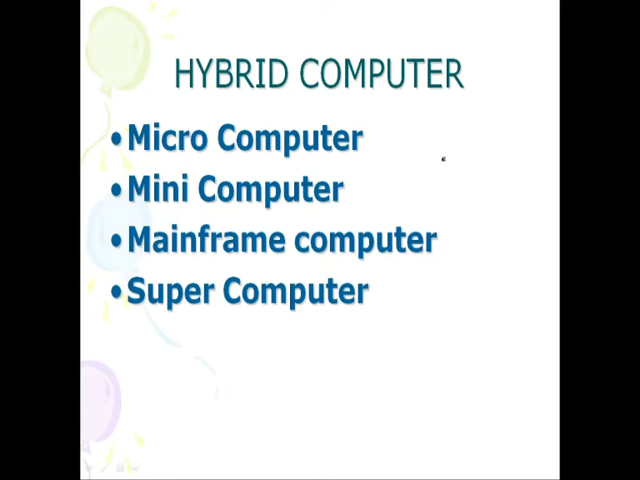 HYBRID COMPUTER
•Micro Computer
•Mini Computer
•Mainframe computer
•Super Computer